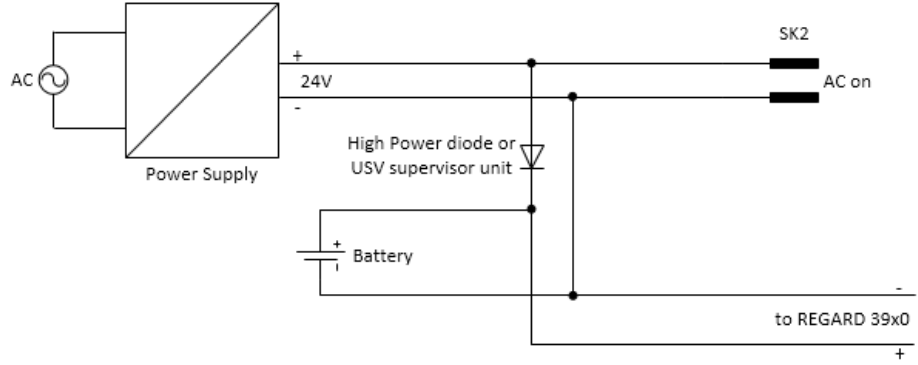 SK2
AC
+
24V
-
AC on
High Power diode or
USV supervisor unit
Power Supply
+
Battery
-
-
to REGARD 39x0
+